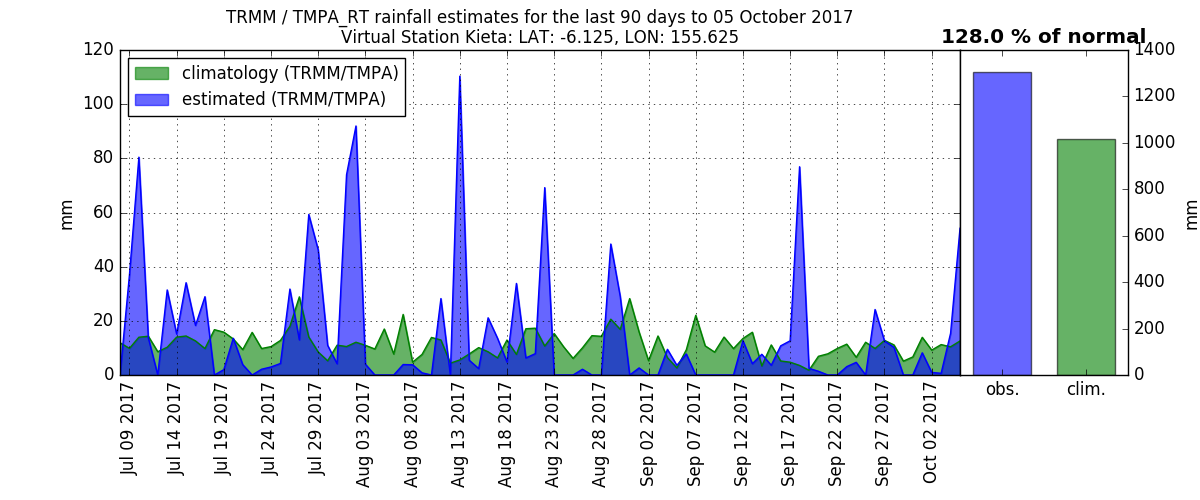 TRMM / TMPA_RT rainfall estimates for the last 90 days to 05 October 2017
Virtual Station Kieta: LAT: -6.125, LON: 155.625
128.0 % of normal
climatology (TRMM/TMPA)
estimated (TRMM/TMPA)
120
100
80
60
40
20
0
mm
Jul 09 2017
Jul 14 2017
Jul 19 2017
Jul 24 2017
Jul 29 2017
Aug 03 2017
Aug 08 2017
Aug 13 2017
Aug 18 2017
Aug 23 2017
Aug 28 2017
Sep 02 2017
Sep 07 2017
Sep 12 2017
Sep 17 2017
Sep 22 2017
Sep 27 2017
Oct 02 2017
1400
1200
1000
800
600
400
200
0
mm
obs.
clim.